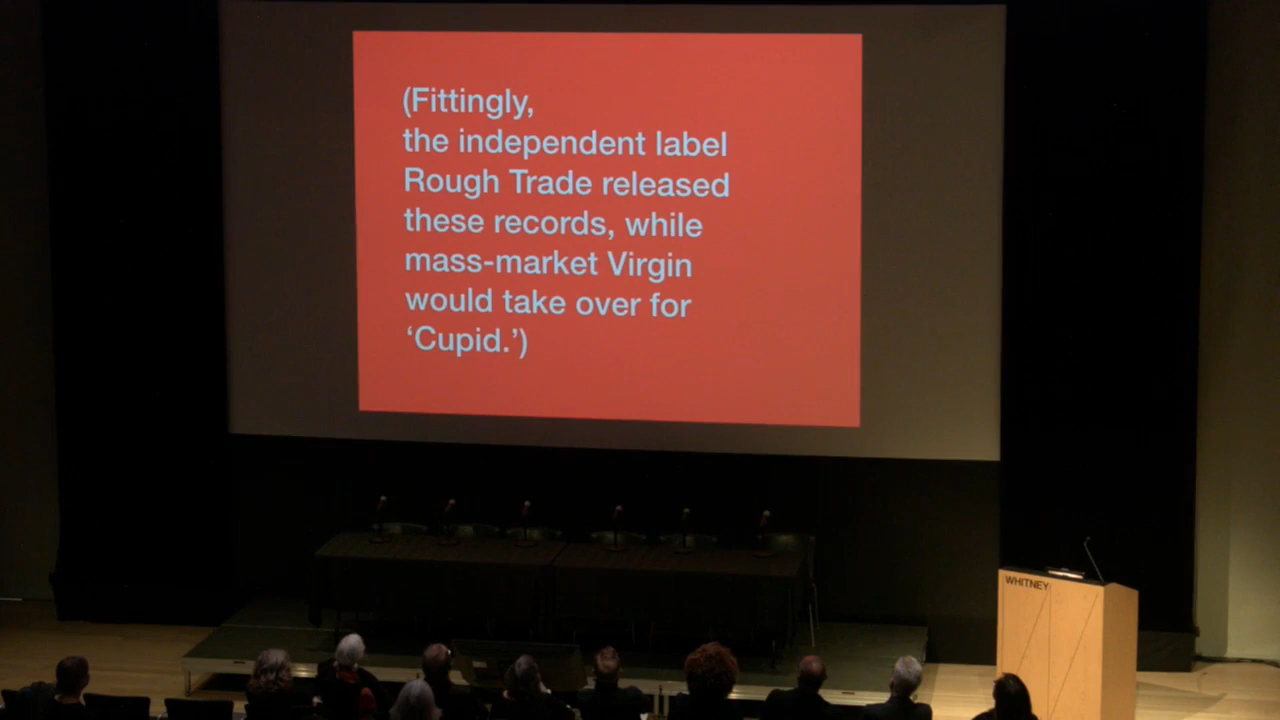 (Fittingly,
the independent label
Rough Trade released
these records, while
mass-market Virgin
would take over for
‘Cupid.’)
WHITNEY